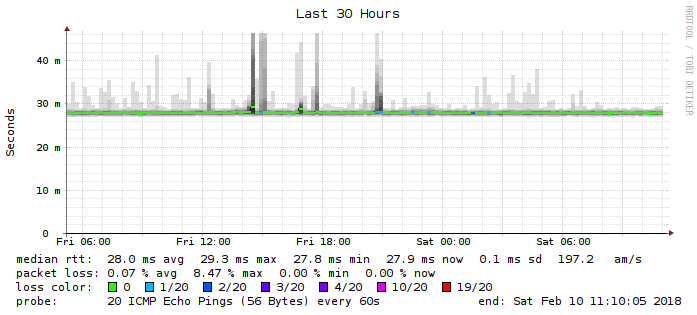 Last 30 Hours
RRDTOOL / TOBI OETIKER
Seconds
40 m
30 m
20 m
10 m
0
Fri 06:00 Fri 12:00 Fri 18:00 Sat 00:00 Sat 06:00
median rtt: 28.0 ms avg 29.3 ms max 27.8 ms min 27.9 ms now 0.1 ms sd 197.2 am/s
packet loss: 0.07 % avg 8.47 % max 0.00 % min 0.00 % now
loss color: 0 1/20 2/20 3/20 4/20 10/20 19/20
probe: 20 ICMP Echo Pings (56 Bytes) every 60s end: Sat Feb 10 11:10:05 2018